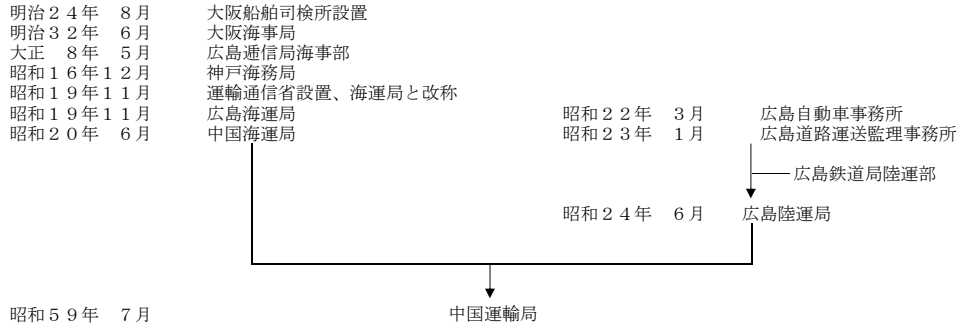 明治２４年　８月　大阪船舶司検所設置
明治３２年　６月　大阪海事局
大正　８年　５月　広島逓信局海事部
昭和１６年１２月　神戸海務局
昭和１９年１１月　運輸通信省設置、海運局と改称
昭和１９年１１月　広島海運局　昭和２２年　３月　広島自動車事務所
昭和２０年　６月　中国海運局　昭和２３年　１月　広島道路運送監理事務所
広島鉄道局陸運部
昭和２４年　６月　広島陸運局
昭和５９年　７月　中国運輸局